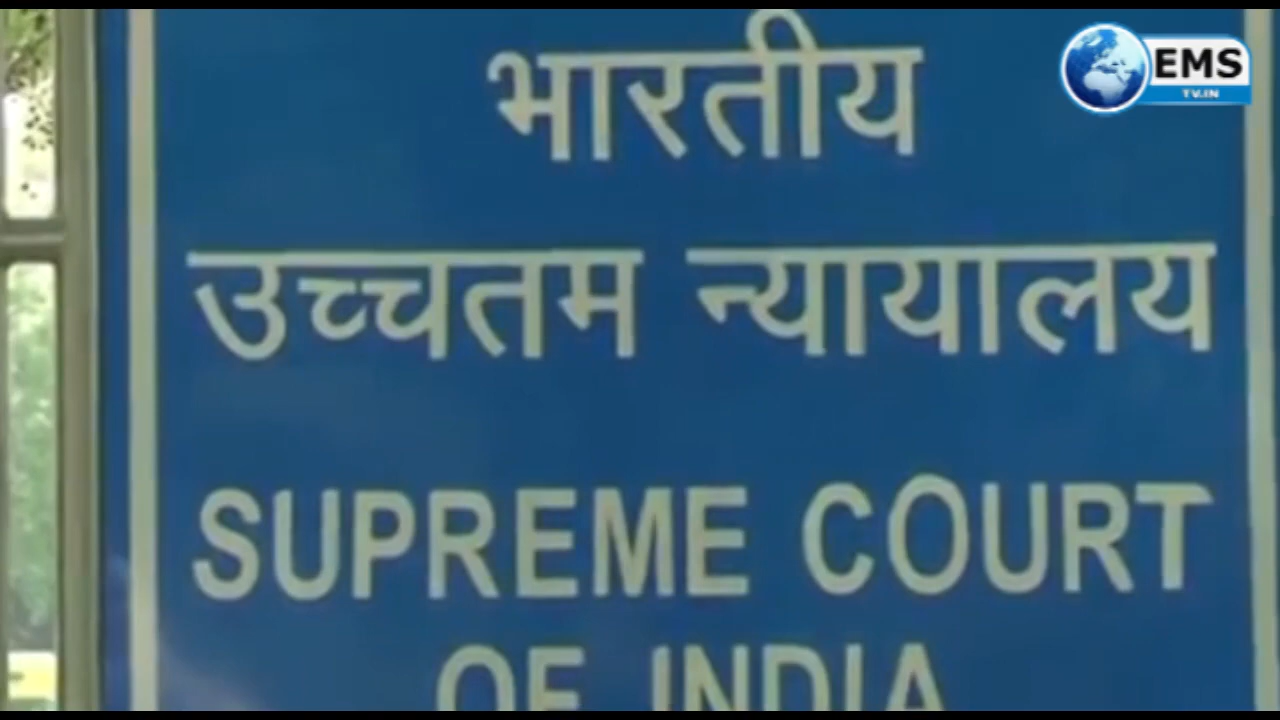 भारतीय
EMS
TV.IN
उच्चतम न्यायालय
SUPREME COURT
OF INDIA